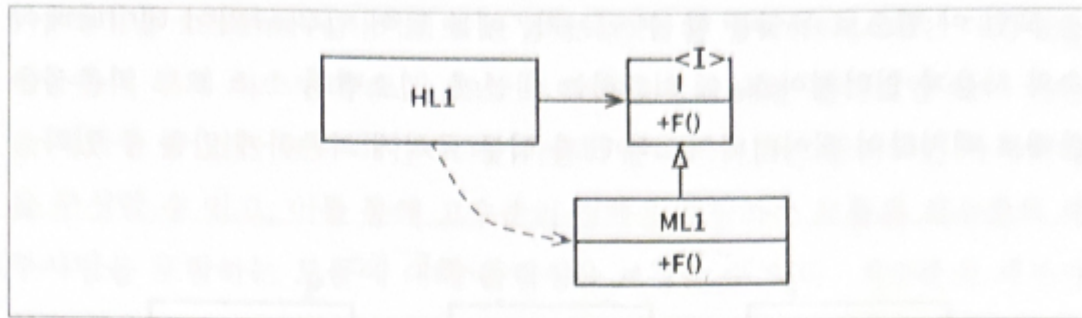 HL1
<I>
I
+F()
ML1
+F()